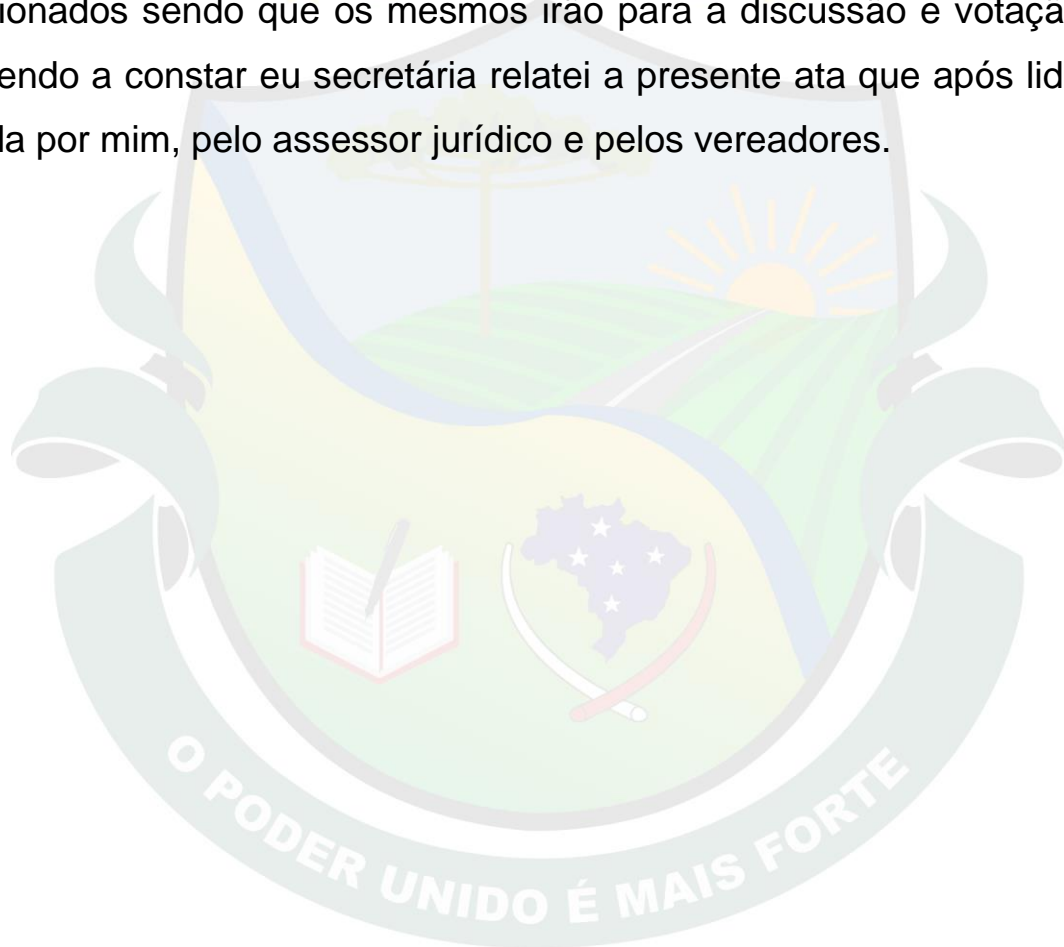 ionados sendo que os mesmos irão para a discussão e votaçã
endo a constar eu secretária relatei a presente ata que após lid
la por mim, pelo assessor jurídico e pelos vereadores.
O PODER UNIDO É MAIS FORTE